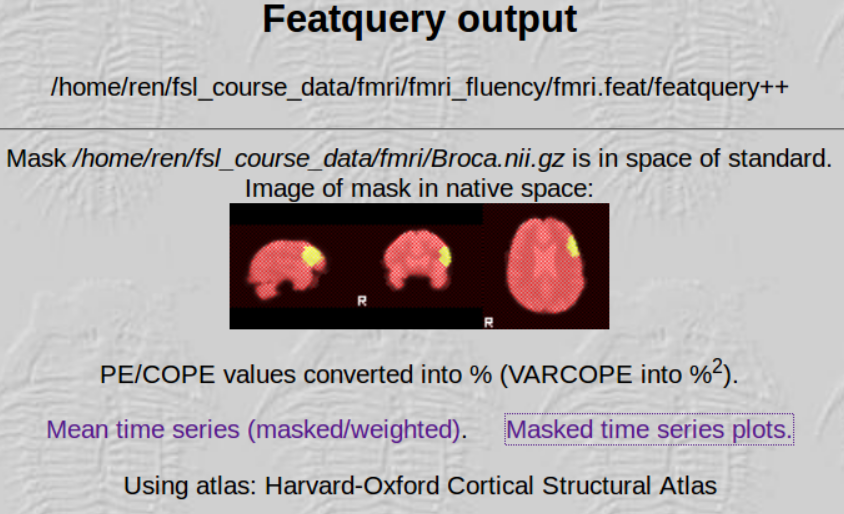 Featquery output
/home/ren/fsl_course_data/fmri/fmri_fluency/fmri.feat/featquery++
Mask /home/ren/fsl_course_data/fmri/Broca.nii.gz is in space of standard.
Image of mask in native space:
R
R
PE/COPE values converted into % (VARCOPE into %²).
Mean time series (masked/weighted). Masked time series plots.
Using atlas: Harvard-Oxford Cortical Structural Atlas